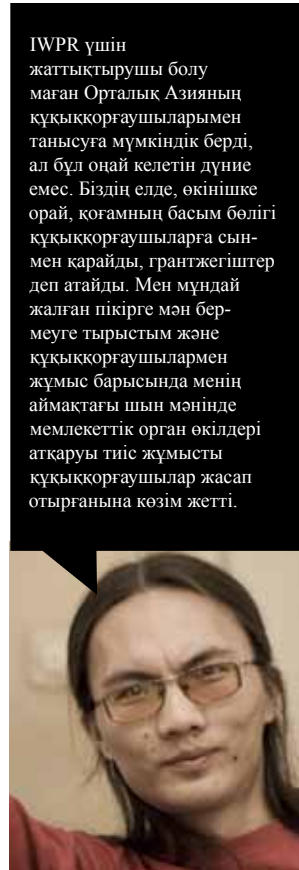 IWPR үшін
жаттықтырушы болу
маған Орталық Азияның
құқыққорғаушыларымен
танысуға мүмкіндік берді,
ал бұл оңай келетін дүние
емес. Біздің елде, өкінішке
орай, қоғамның басым бөлігі
құқыққорғаушыларға сын-
мен қарайды, грантжегіштер
деп атайды. Мен мұндай
жалған пікірге мән бер-
меуге тырыстым және
құқыққорғаушылармен
жұмыс барысында менің
аймақтағы шын мәнінде
мемлекеттік орган өкілдері
атқаруы тиіс жұмысты
құқыққорғаушылар жасап
отырғанына көзім жетті.